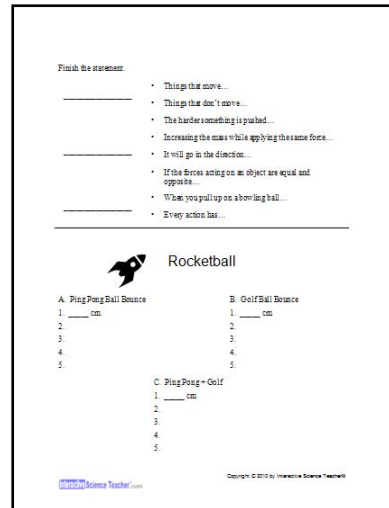 Finish the statement.
• Things that move…
• Things that don't move…
• The harder something is pushed…
• Increasing the mass while applying the same force…
• It will go in the direction…
• If the forces acting on an object are equal and
opposite…
• When you pull up on a bowling ball…
• Every action has…
Rocketball
A. Ping Pong Ball Bounce
1. _____ cm
2.
3.
4.
5.
B. Golf Ball Bounce
1. _____ cm
2.
3.
4.
5.
C. Ping Pong + Golf
1. _____ cm
2.
3.
4.
5.
Interactive Science Teacher.com
Copyright © 2010 by Interactive Science Teacher®